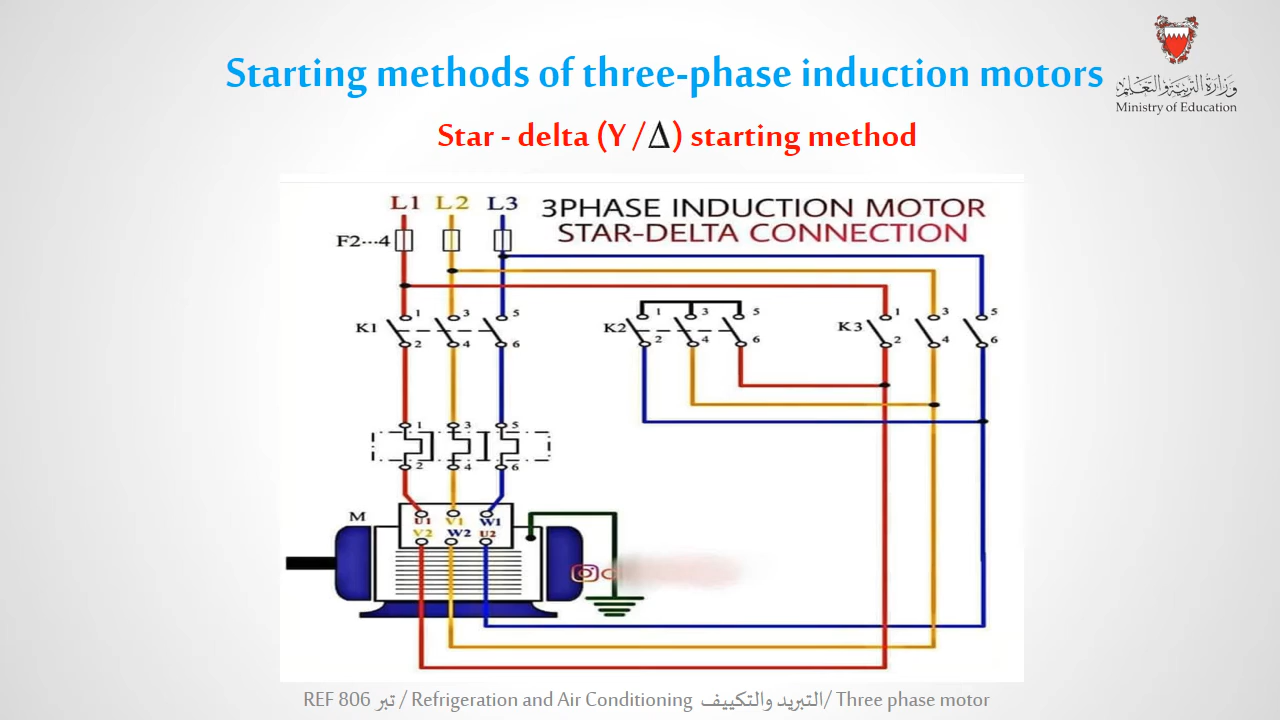 Starting methods of three-phase induction motors
وزارة التربية والتعليم
Ministry of Education
Star - delta (Y / Δ) starting method
L1 L2 L3
3PHASE INDUCTION MOTOR
STAR-DELTA CONNECTION
F2...4
1 3 5
K1
2 4 6
1 3 5
K2
2 4 6
1 3 5
K3
2 4 6
1 3 5
2 4 6
M
U1 V1 W1
V2 W2 U2
REF 806 تبر / Refrigeration and Air Conditioning التبريد والتكييف / Three phase motor